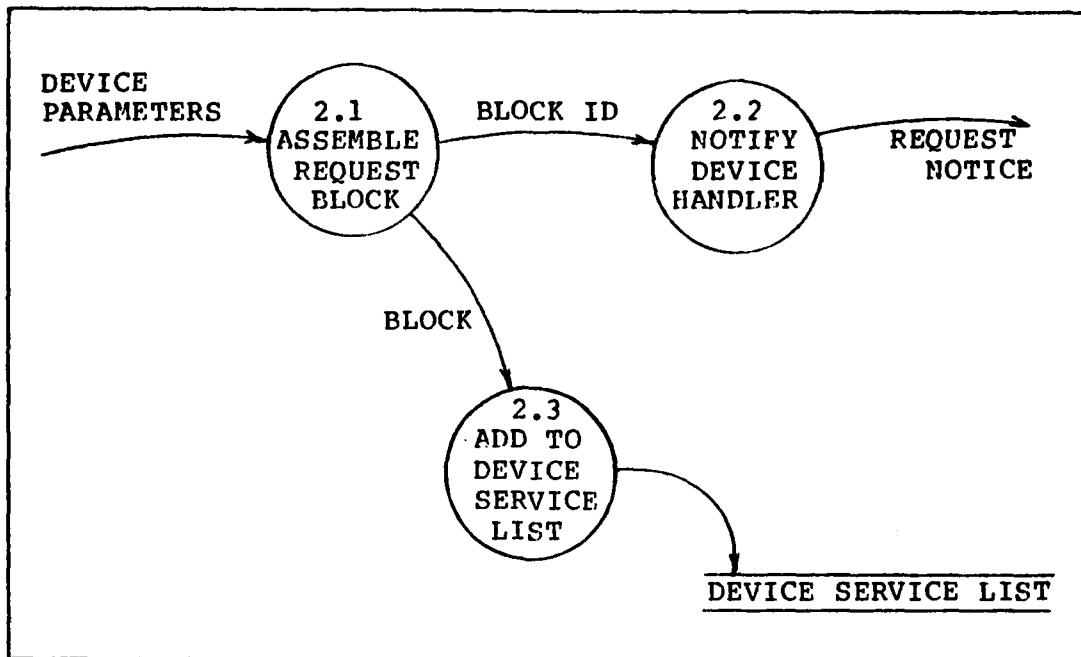 DEVICE
PARAMETERS
2.1
ASSEMBLE
REQUEST
BLOCK
BLOCK ID
2.2
NOTIFY
DEVICE
HANDLER
REQUEST
NOTICE
BLOCK
2.3
ADD TO
DEVICE
SERVICE
LIST
DEVICE SERVICE LIST